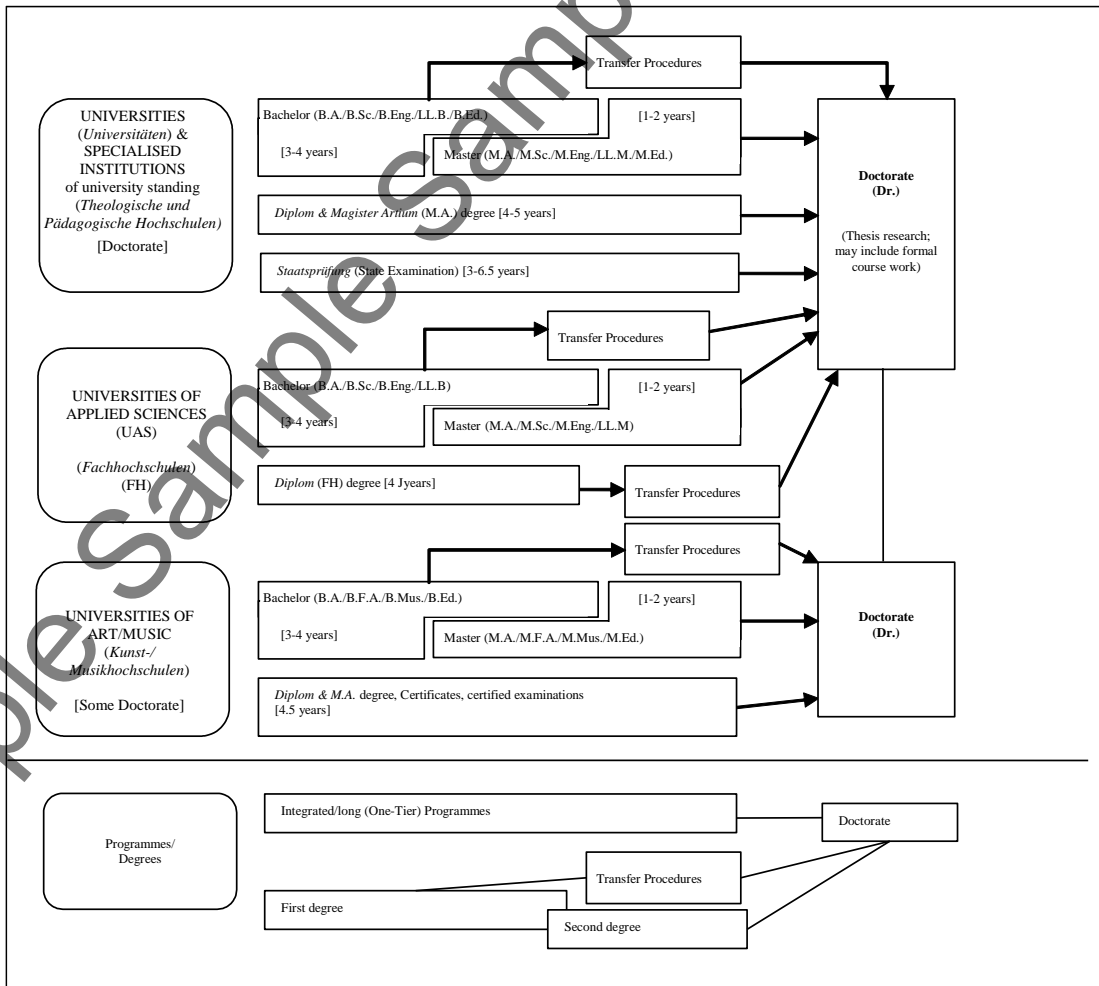 Transfer Procedures
UNIVERSITIES
(Universitäten) &
SPECIALISED
INSTITUTIONS
of university standing
(Theologische und
Pädagogische Hochschulen)
[Doctorate]
Bachelor (B.A./B.Sc./B.Eng./LL.B./B.Ed.)
[3-4 years]
[1-2 years]
Master (M.A./M.Sc./M.Eng./LL.M./M.Ed.)
Diplom & Magister Artium (M.A.) degree [4-5 years]
Staatsprüfung (State Examination) [3-6.5 years]
Doctorate
(Dr.)
(Thesis research;
may include formal
course work)
Transfer Procedures
UNIVERSITIES OF
APPLIED SCIENCES
(UAS)
(Fachhochschulen)
(FH)
Bachelor (B.A./B.Sc./B.Eng./LL.B)
[3-4 years]
[1-2 years]
Master (M.A./M.Sc./M.Eng./LL.M)
Diplom (FH) degree [4 Jyears]
Transfer Procedures
Transfer Procedures
UNIVERSITIES OF
ART/MUSIC
(Kunst-/
Musikhochschulen)
[Some Doctorate]
Bachelor (B.A./B.F.A./B.Mus./B.Ed.)
[3-4 years]
[1-2 years]
Master (M.A./M.F.A./M.Mus./M.Ed.)
Diplom & M.A. degree, Certificates, certified examinations
[4.5 years]
Doctorate
(Dr.)
Programmes/
Degrees
Integrated/long (One-Tier) Programmes
Doctorate
Transfer Procedures
First degree
Second degree
ple Sample Sample Samp